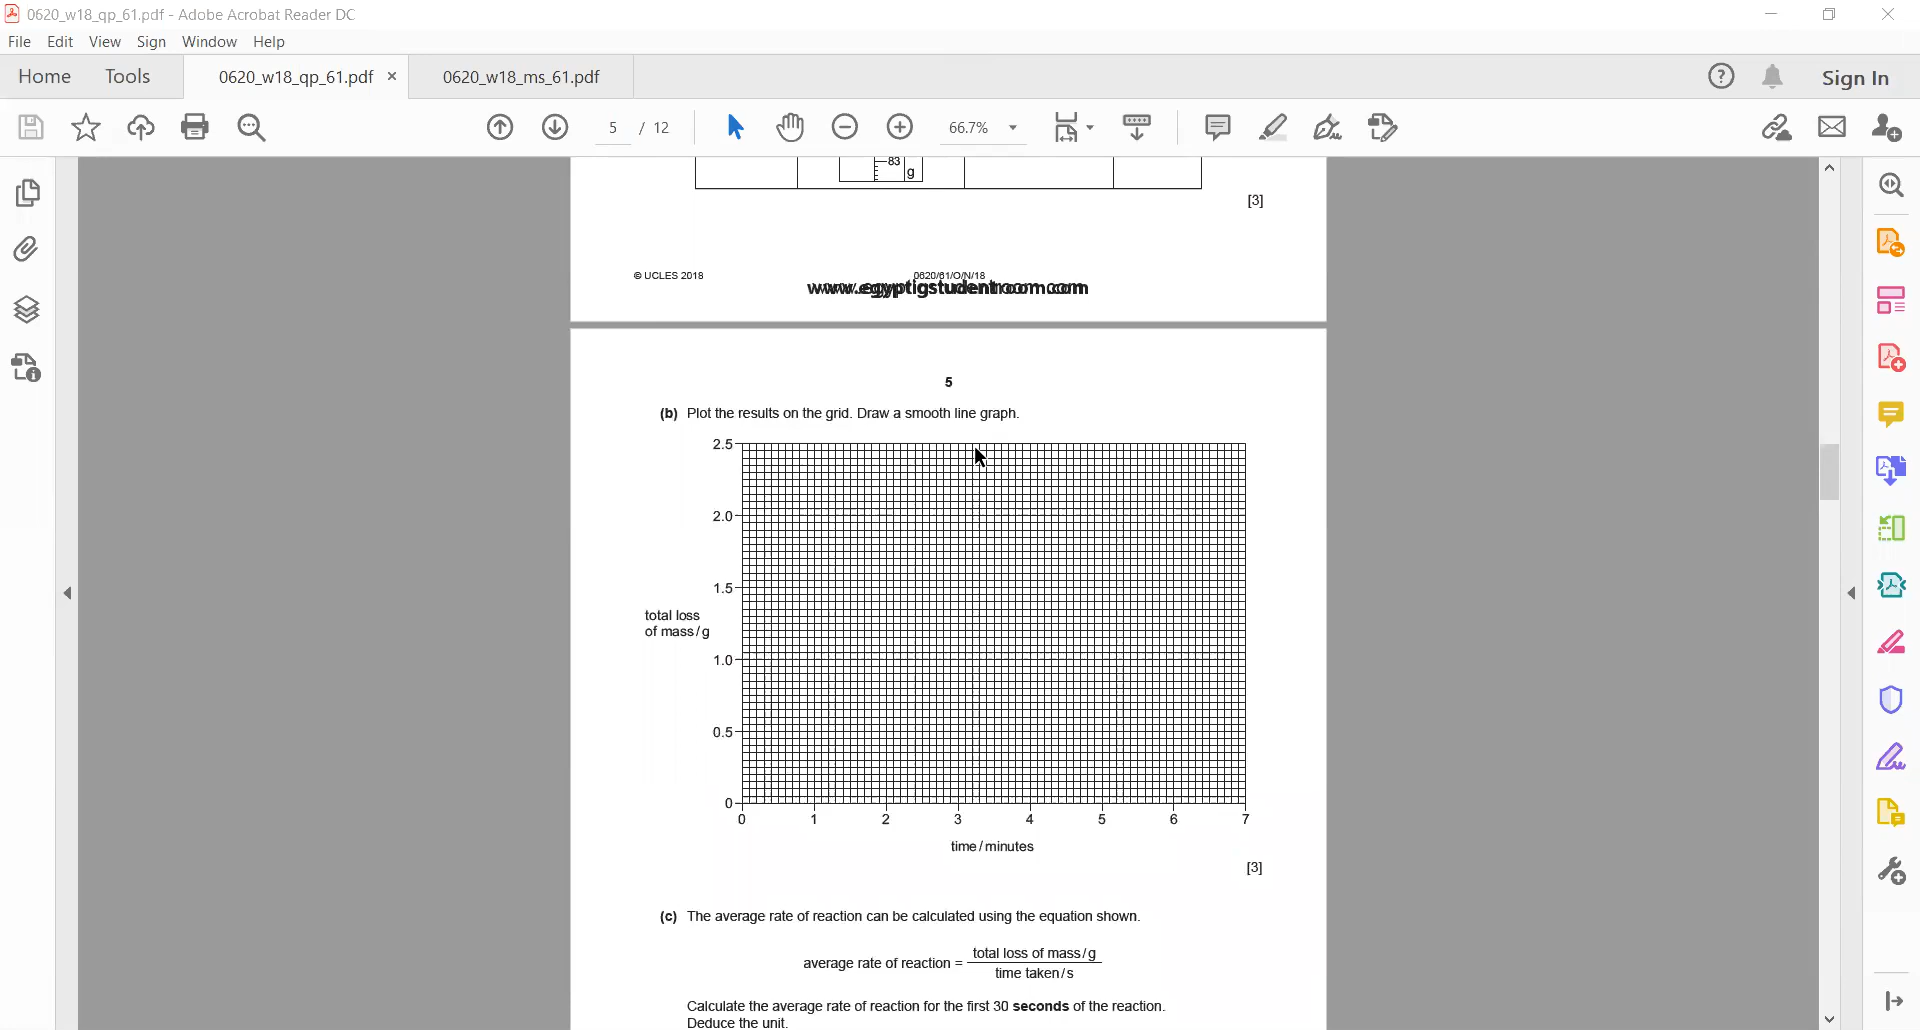 0620_w18_qp_61.pdf - Adobe Acrobat Reader DC
File Edit View Sign Window Help
Home Tools 0620_w18_qp_61.pdf × 0620_w18_ms_61.pdf ? Sign In
5 / 12 66.7%
83
g
[3]
© UCLES 2018
0620/61/O/N/18
www.egyptigstudentroom.com
5
(b) Plot the results on the grid. Draw a smooth line graph.
2.5
2.0
1.5
total loss
of mass/g
1.0
0.5
0
0 1 2 3 4 5 6 7
time/minutes
[3]
(c) The average rate of reaction can be calculated using the equation shown.
average rate of reaction = total loss of mass/g
time taken/s
Calculate the average rate of reaction for the first 30 seconds of the reaction.
Deduce the unit.